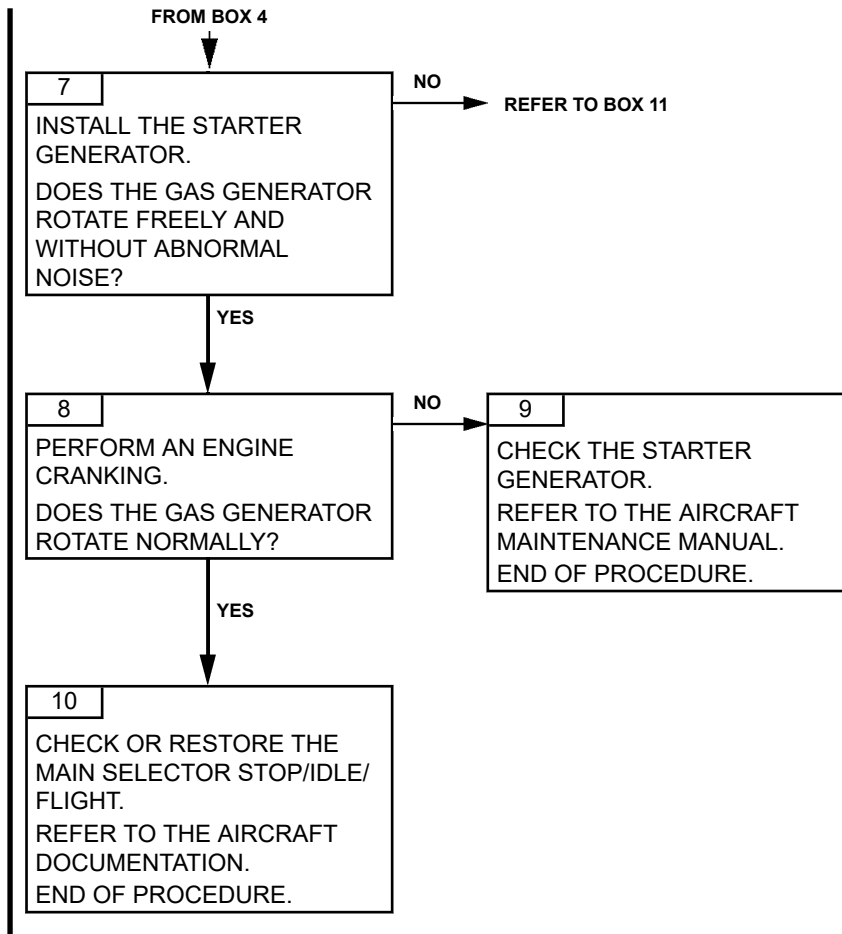 FROM BOX 4
7
INSTALL THE STARTER
GENERATOR.
DOES THE GAS GENERATOR
ROTATE FREELY AND
WITHOUT ABNORMAL
NOISE?
NO
REFER TO BOX 11
YES
8
PERFORM AN ENGINE
CRANKING.
DOES THE GAS GENERATOR
ROTATE NORMALLY?
NO
9
CHECK THE STARTER
GENERATOR.
REFER TO THE AIRCRAFT
MAINTENANCE MANUAL.
END OF PROCEDURE.
YES
10
CHECK OR RESTORE THE
MAIN SELECTOR STOP/IDLE/
FLIGHT.
REFER TO THE AIRCRAFT
DOCUMENTATION.
END OF PROCEDURE.